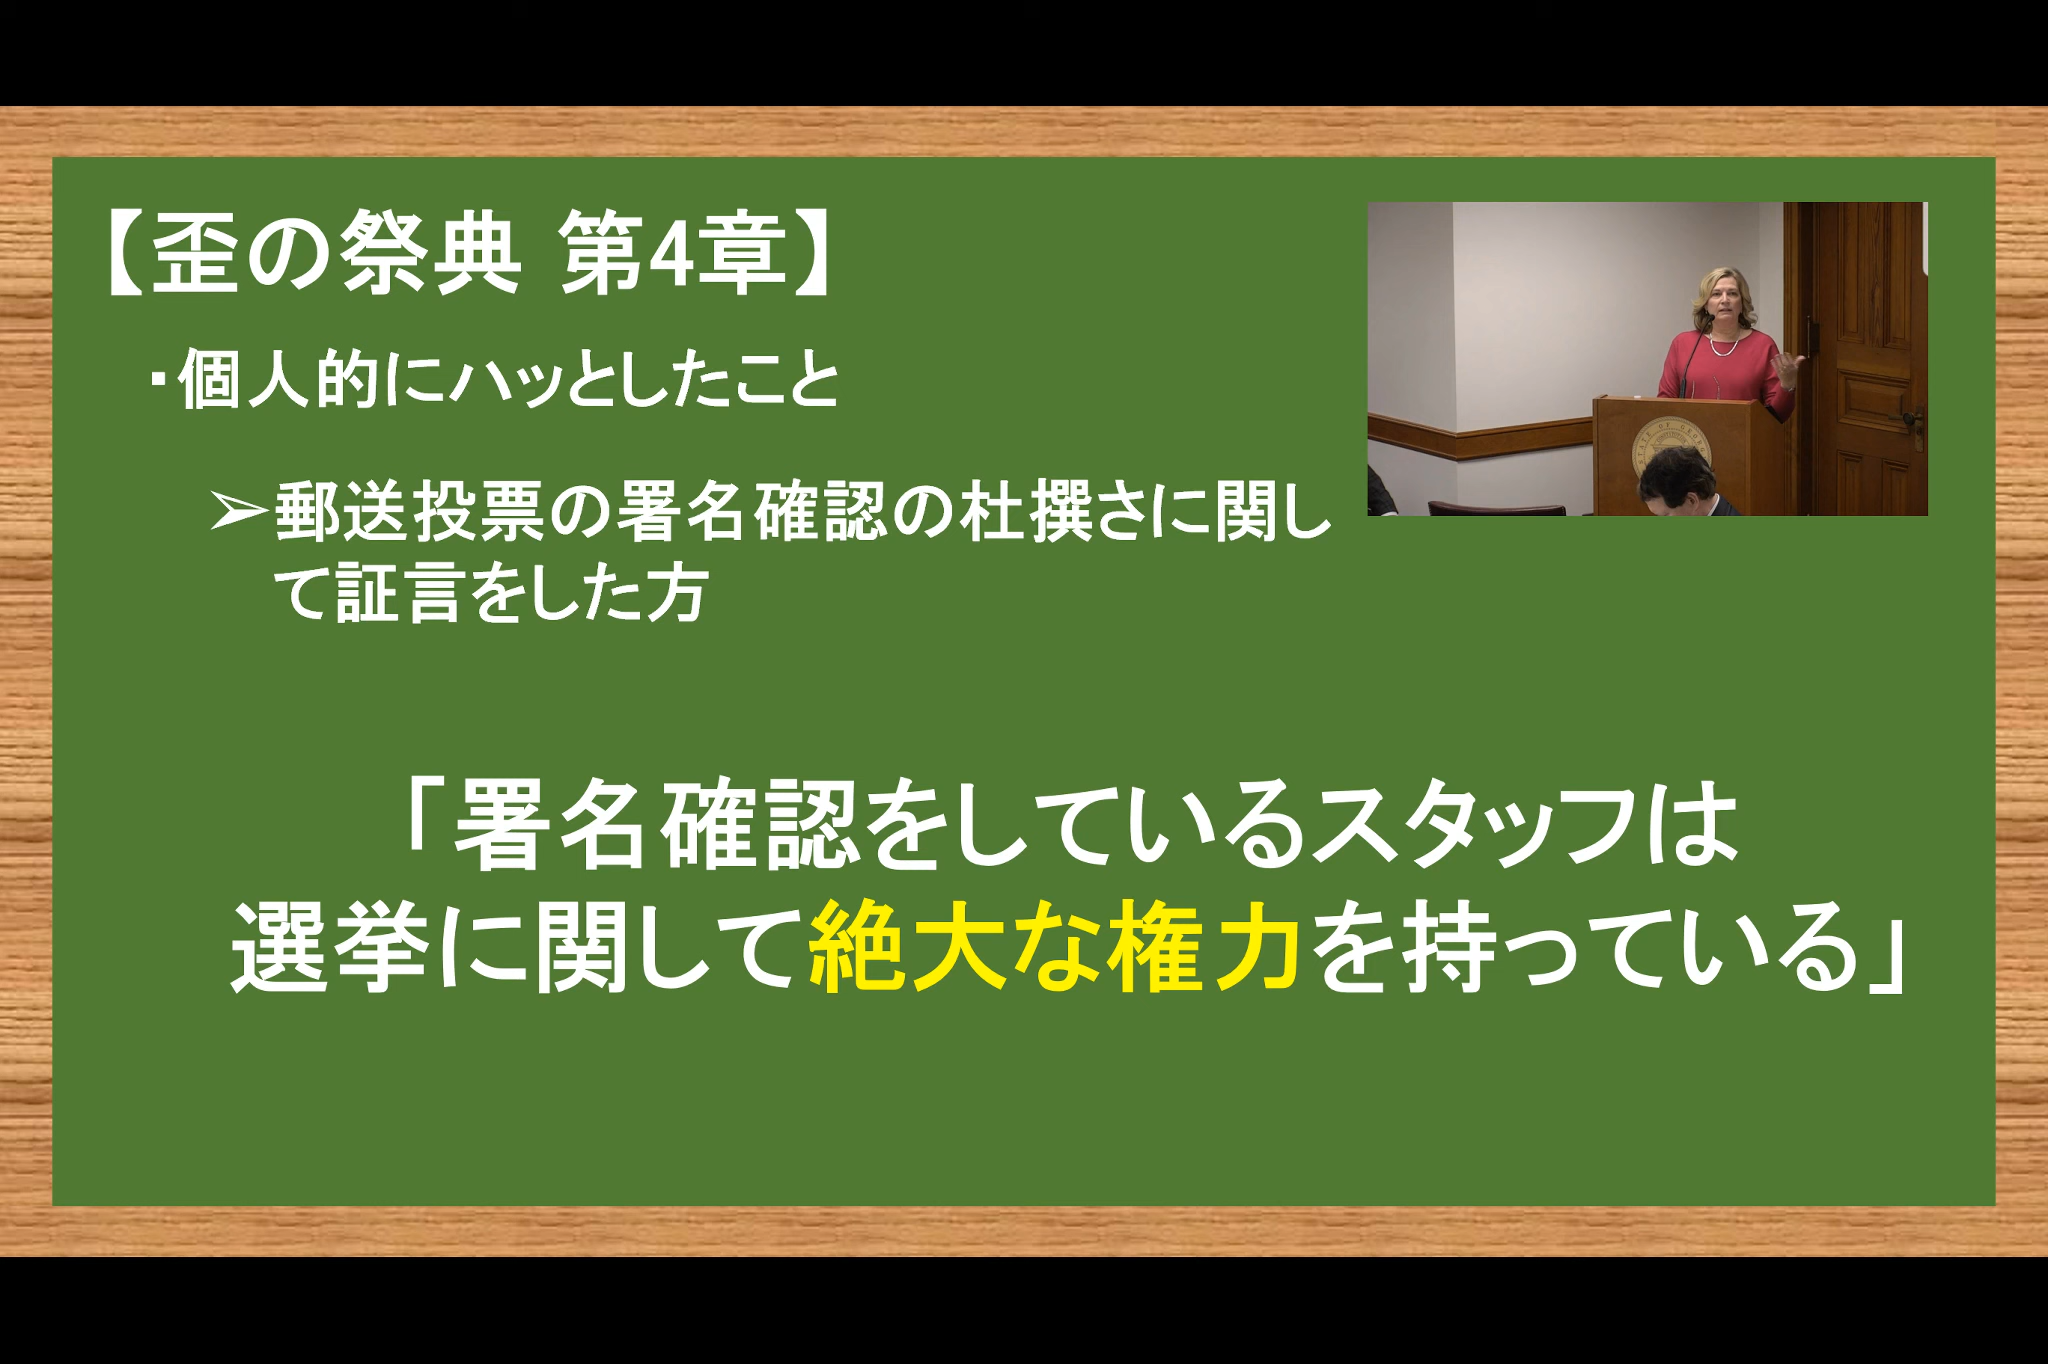 【歪の祭典 第4章】
・個人的にハッとしたこと
➢郵送投票の署名確認の杜撰さに関し
て証言をした方
STATE OF GEOR
「署名確認をしているスタッフは
選挙に関して絶大な権力を持っている」